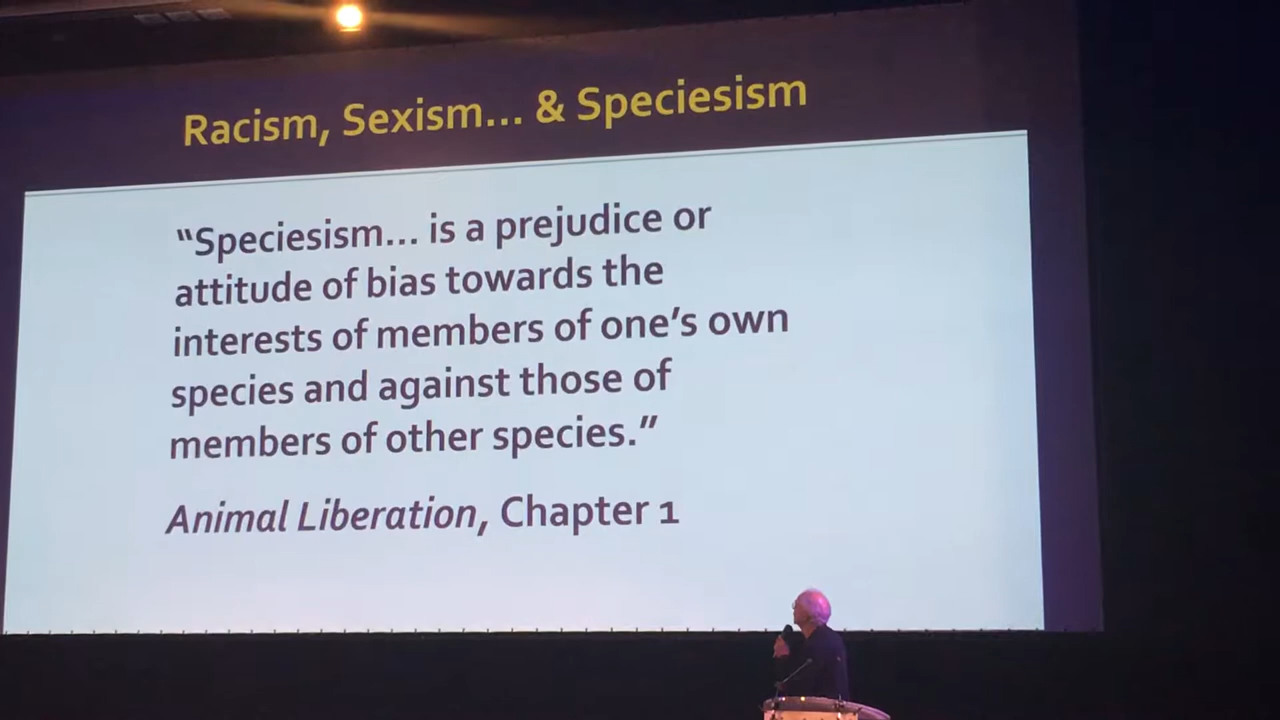 Racism, Sexism... & Speciesism
“Speciesism... is a prejudice or
attitude of bias towards the
interests of members of one’s own
species and against those of
members of other species.”
Animal Liberation, Chapter 1